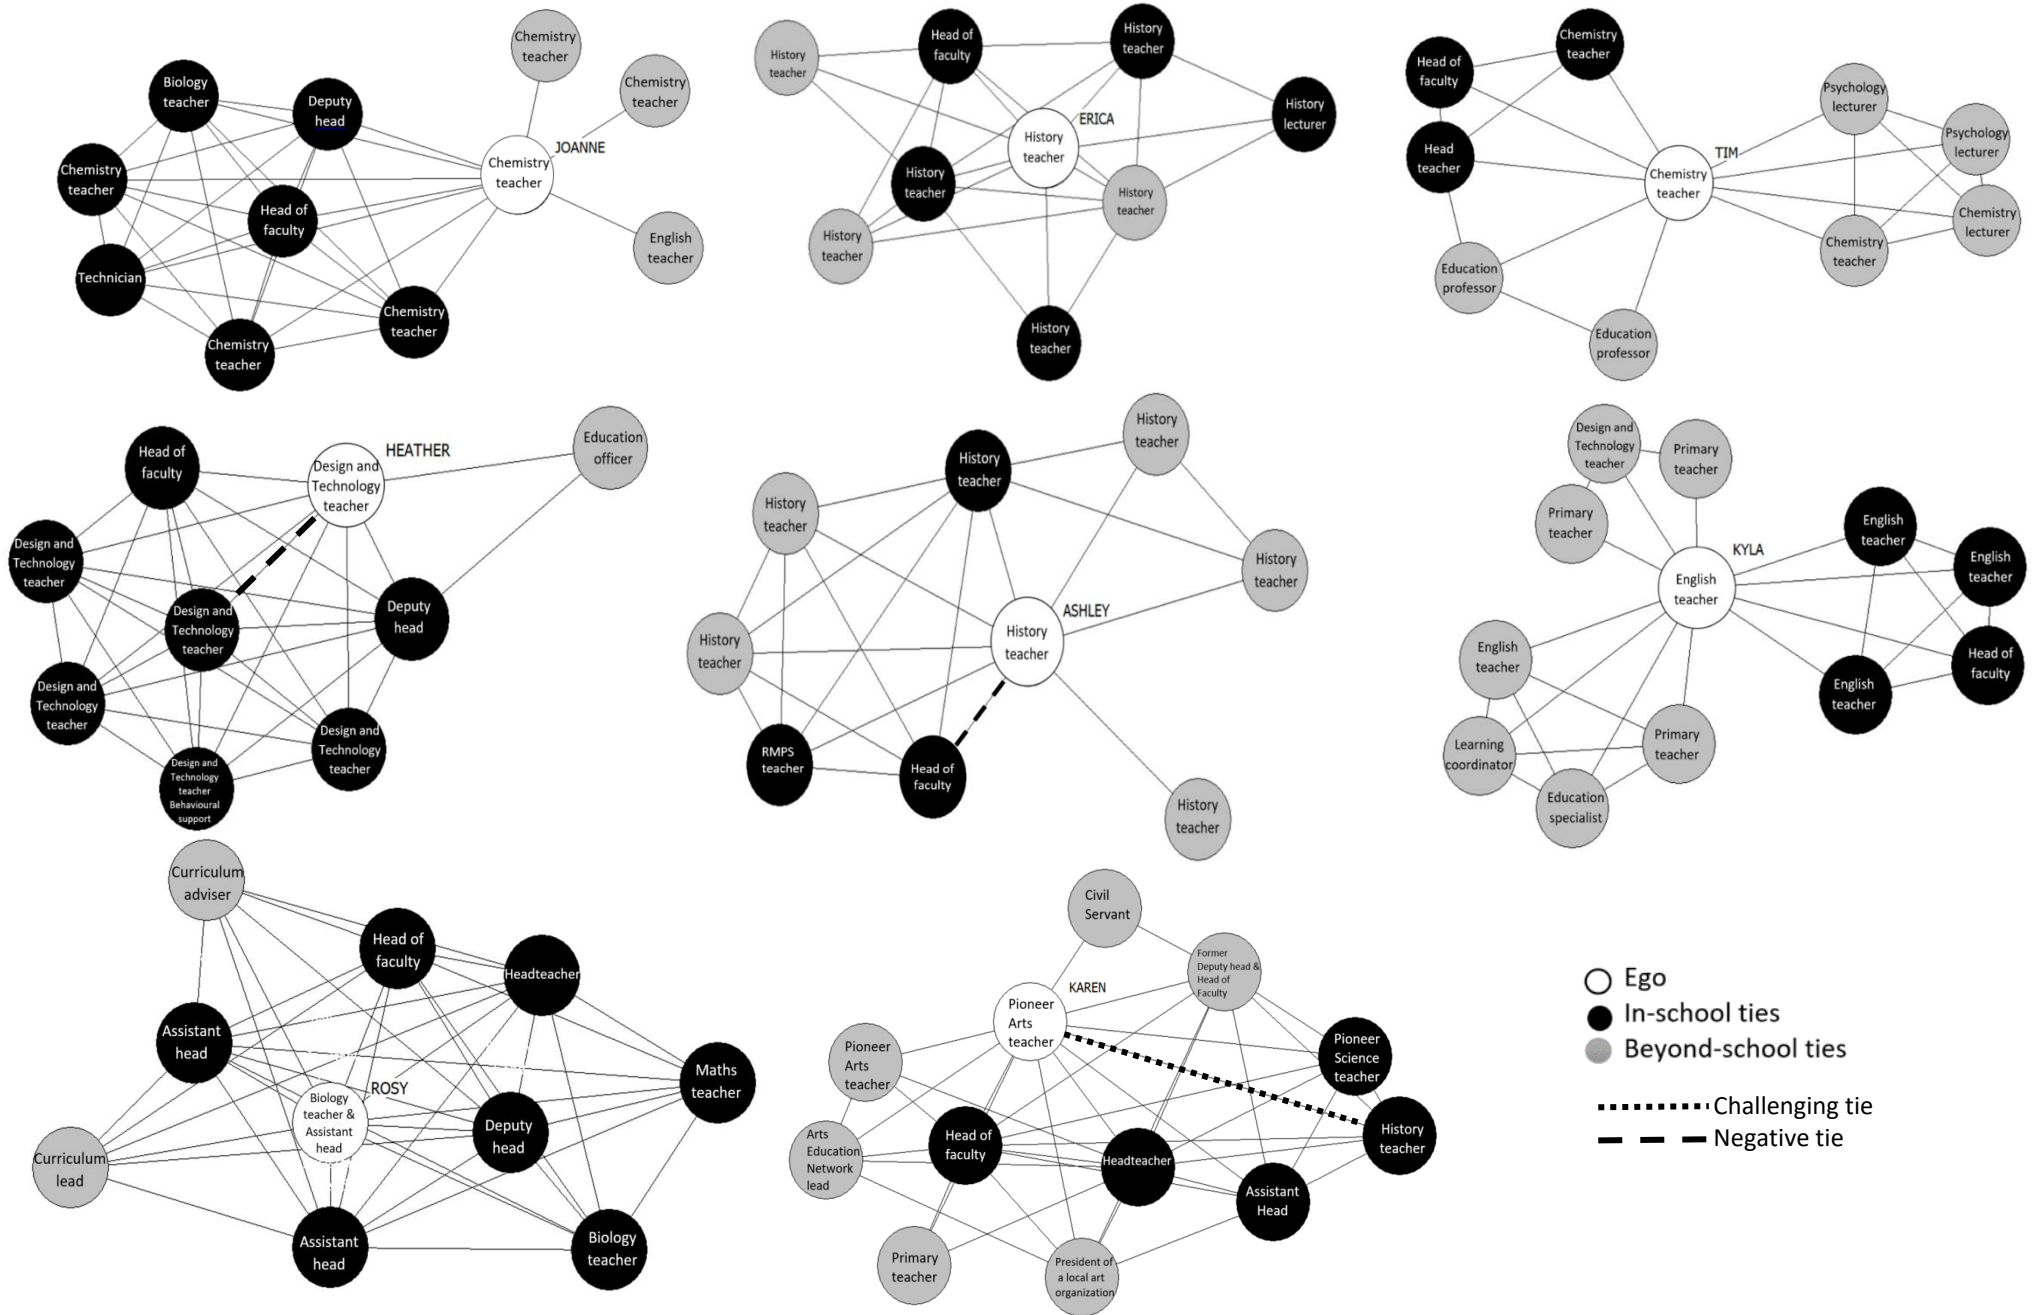 Chemistry
teacher
Chemistry
teacher
Biology
teacher
Deputy
head
JOANNE
Chemistry
teacher
Chemistry
teacher
Head of
faculty
English
teacher
Technician
Chemistry
teacher
Chemistry
teacher
History
teacher
Head of
faculty
History
teacher
History
lecturer
ERICA
History
teacher
History
teacher
History
teacher
History
teacher
History
teacher
Head of
faculty
Chemistry
teacher
Head
teacher
Psychology
lecturer
Psychology
lecturer
TIM
Chemistry
teacher
Chemistry
lecturer
Chemistry
teacher
Education
professor
Education
professor
Head of
faculty
HEATHER
Design and
Technology
teacher
Education
officer
Design and
Technology
teacher
Design and
Technology
teacher
Deputy
head
Design and
Technology
teacher
Design and
Technology
teacher
Design and
Technology
teacher
Behavioural
support
History
teacher
History
teacher
History
teacher
History
teacher
ASHLEY
History
teacher
History
teacher
RMPS
teacher
Head of
faculty
History
teacher
Design and
Technology
teacher
Primary
teacher
Primary
teacher
KYLA
English
teacher
English
teacher
English
teacher
Head of
faculty
English
teacher
English
teacher
Learning
coordinator
Primary
teacher
Education
specialist
Curriculum
adviser
Head of
faculty
Headteacher
Assistant
head
ROSY
Biology
teacher &
Assistant
head
Deputy
head
Maths
teacher
Curriculum
lead
Assistant
head
Biology
teacher
Civil
Servant
Former
Deputy head &
Head of
Faculty
KAREN
Pioneer
Arts
teacher
Pioneer
Arts
teacher
Pioneer
Science
teacher
Arts
Education
Network
lead
Head of
faculty
Headteacher
History
teacher
Assistant
Head
Primary
teacher
President of
a local art
organization
Ego
In-school ties
Beyond-school ties
Challenging tie
Negative tie